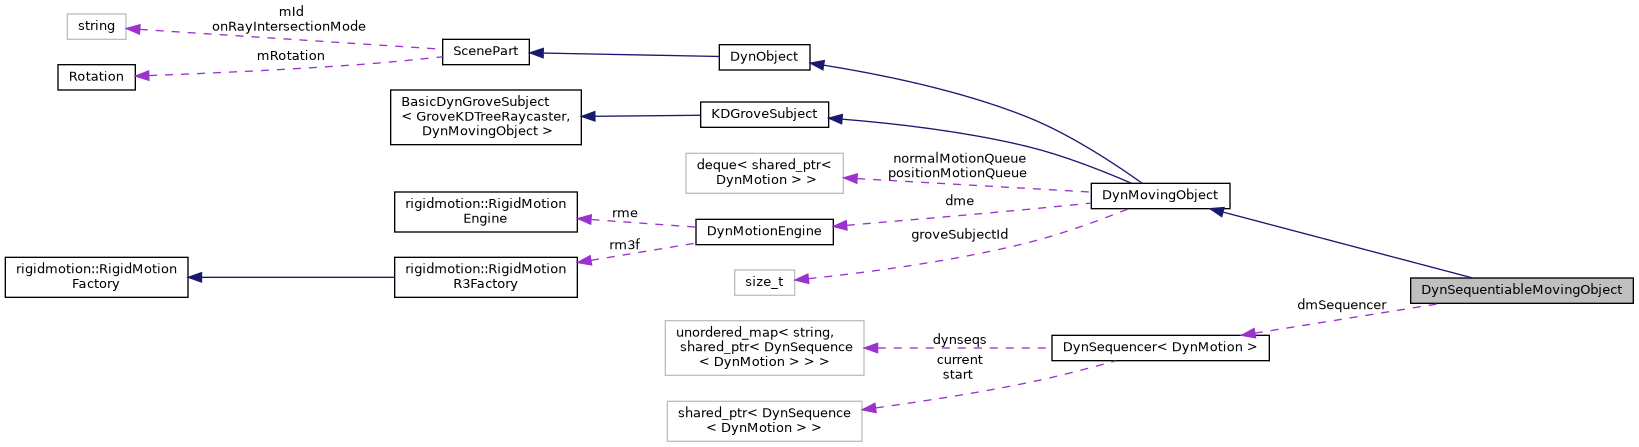 mId
onRayIntersectionMode
string
ScenePart
mRotation
Rotation
DynObject
BasicDynGroveSubject
< GroveKDTreeRaycaster,
DynMovingObject >
KDGroveSubject
deque< shared_ptr<
DynMotion > >
normalMotionQueue
positionMotionQueue
DynMovingObject
rigidmotion::RigidMotion
Engine
rme
DynMotionEngine
dme
groveSubjectId
rm3f
rigidmotion::RigidMotion
Factory
rigidmotion::RigidMotion
R3Factory
size_t
DynSequentiableMovingObject
dmSequencer
unordered_map< string,
shared_ptr< DynSequence
< DynMotion > > >
dynseqs
DynSequencer< DynMotion >
current
start
shared_ptr< DynSequence
< DynMotion > >